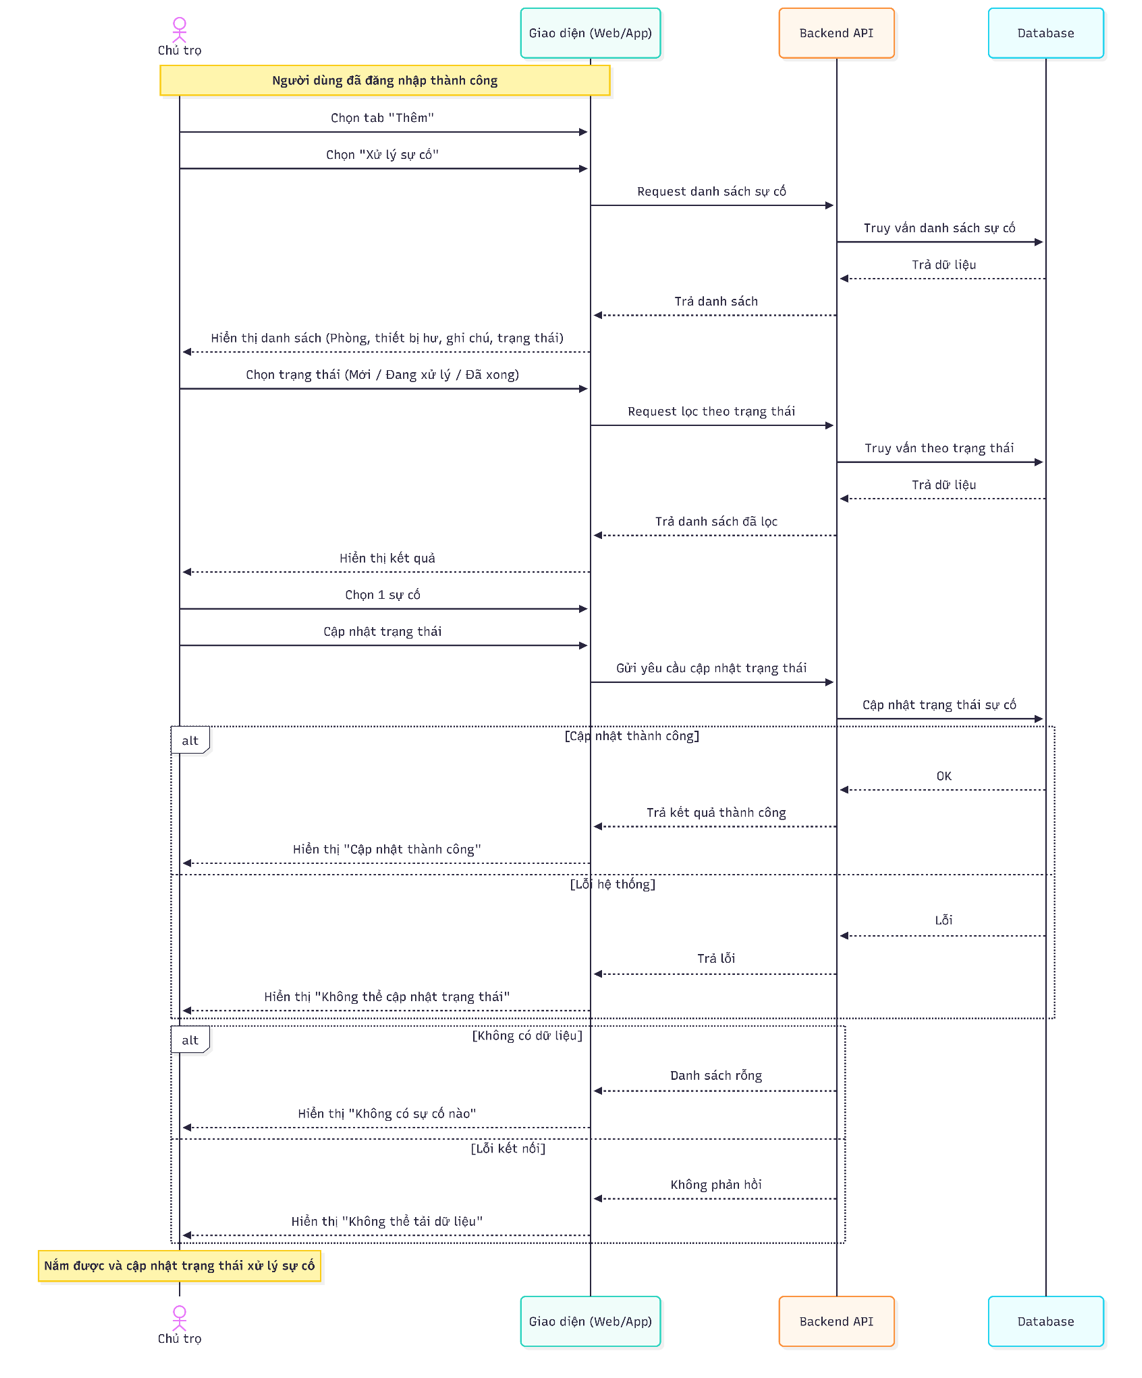 Chủ trọ
Giao diện (Web/App)
Backend API
Database
Người dùng đã đăng nhập thành công
Chọn tab "Thêm"
Chọn "Xử lý sự cố"
Request danh sách sự cố
Truy vấn danh sách sự cố
Trả dữ liệu
Trả danh sách
Hiển thị danh sách (Phòng, thiết bị hư, ghi chú, trạng thái)
Chọn trạng thái (Mới / Đang xử lý / Đã xong)
Request lọc theo trạng thái
Truy vấn theo trạng thái
Trả dữ liệu
Trả danh sách đã lọc
Hiển thị kết quả
Chọn 1 sự cố
Cập nhật trạng thái
Gửi yêu cầu cập nhật trạng thái
Cập nhật trạng thái sự cố
alt
[Cập nhật thành công]
OK
Trả kết quả thành công
Hiển thị "Cập nhật thành công"
[Lỗi hệ thống]
Lỗi
Trả lỗi
Hiển thị "Không thể cập nhật trạng thái"
alt
[Không có dữ liệu]
Danh sách rỗng
Hiển thị "Không có sự cố nào"
[Lỗi kết nối]
Không phản hồi
Hiển thị "Không thể tải dữ liệu"
Nắm được và cập nhật trạng thái xử lý sự cố
Chủ trọ
Giao diện (Web/App)
Backend API
Database